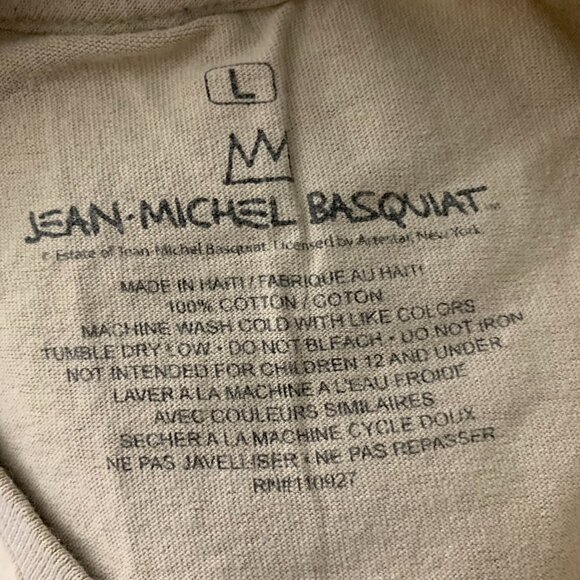 L
JEAN-MICHEL BASQUIAT™
© Estate of Jean-Michel Basquiat. Licensed by Artestar, New York
MADE IN HAITI / FABRIQUE AU HAITI
100% COTTON / COTON
MACHINE WASH COLD WITH LIKE COLORS
TUMBLE DRY LOW • DO NOT BLEACH • DO NOT IRON
NOT INTENDED FOR CHILDREN 12 AND UNDER
LAVER A LA MACHINE A L'EAU FROIDE
AVEC COULEURS SIMILAIRES
SECHER A LA MACHINE CYCLE DOUX
NE PAS JAVELLISER • NE PAS REPASSER
RN#110927